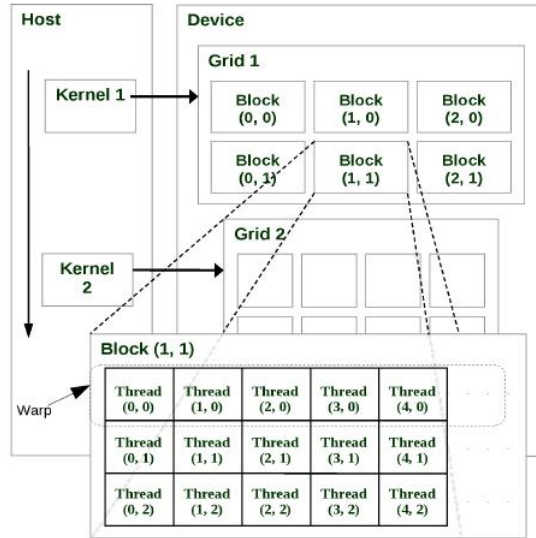 Host
Device
Grid 1
Kernel 1
Block
(0, 0)
Block
(1, 0)
Block
(2, 0)
Block
(0, 1)
Block
(1, 1)
Block
(2, 1)
Grid 2
Kernel
2
Block (1, 1)
Warp
Thread
(0, 0)
Thread
(1, 0)
Thread
(2, 0)
Thread
(3, 0)
Thread
(4, 0)
Thread
(0, 1)
Thread
(1, 1)
Thread
(2, 1)
Thread
(3, 1)
Thread
(4, 1)
Thread
(0, 2)
Thread
(1, 2)
Thread
(2, 2)
Thread
(3, 2)
Thread
(4, 2)